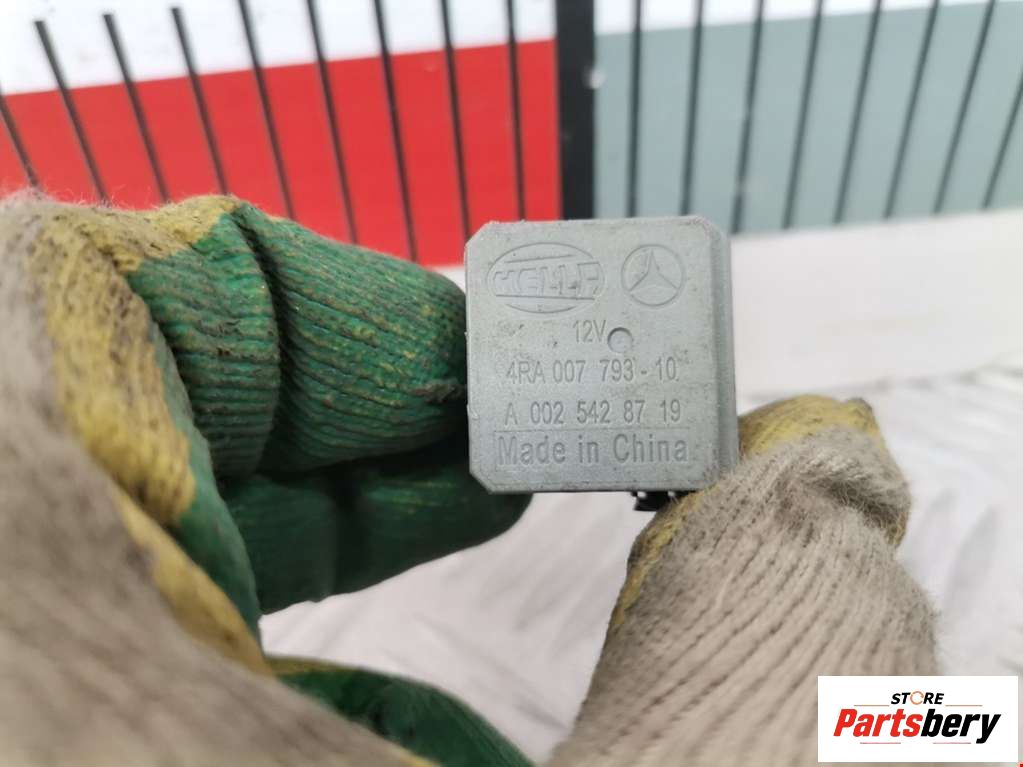 HELLA
12V
4RA 007 793-10
A 002 542 87 19
Made in China
STORE
Partsbery